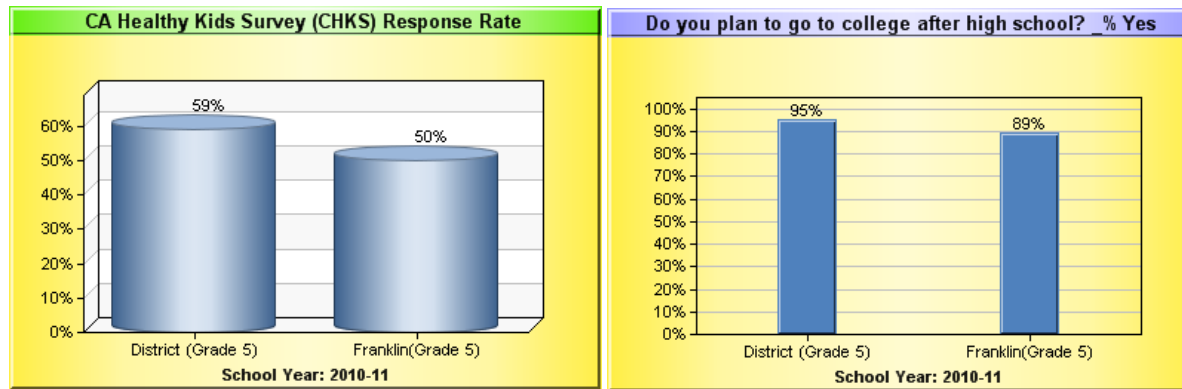 CA Healthy Kids Survey (CHKS) Response Rate
59%
50%
60%
50%
40%
30%
20%
10%
0%
District (Grade 5)
Franklin(Grade 5)
School Year: 2010-11
Do you plan to go to college after high school? _% Yes
95%
89%
100%
90%
80%
70%
60%
50%
40%
30%
20%
10%
0%
District (Grade 5)
Franklin(Grade 5)
School Year: 2010-11